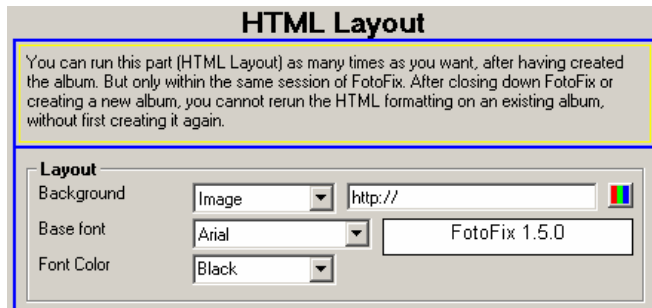 HTML Layout
You can run this part (HTML Layout) as many times as you want, after having created
the album. But only within the same session of FotoFix. After closing down FotoFix or
creating a new album, you cannot rerun the HTML formatting on an existing album,
without first creating it again.
Layout
Background Image http://
Base font Arial FotoFix 1.5.0
Font Color Black